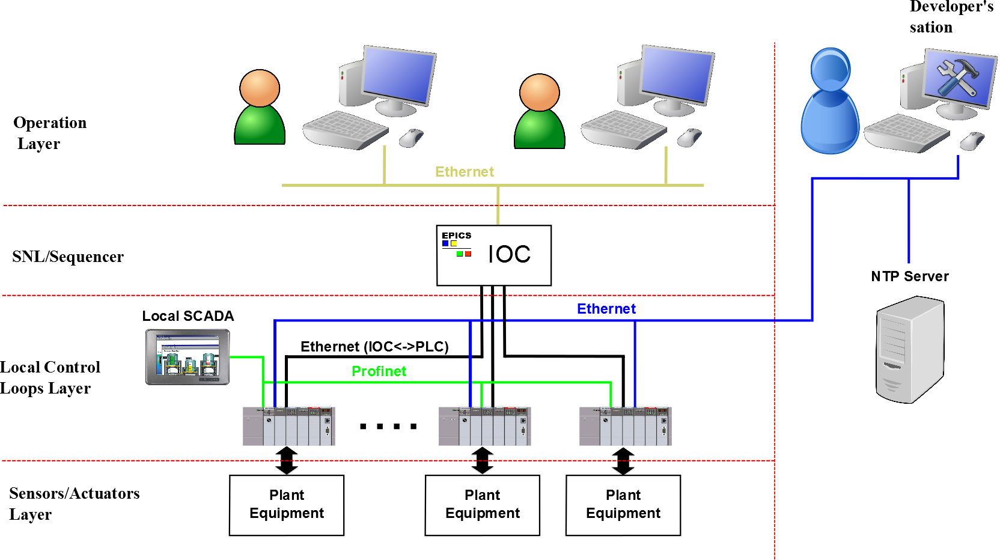 Developer's
sation
Operation
Layer
Ethernet
EPICS
IOC
SNL/Sequencer
NTP Server
Local SCADA
Ethernet
Ethernet (IOC<->PLC)
Profinet
Local Control
Loops Layer
Sensors/Actuators
Layer
Plant
Equipment
Plant
Equipment
Plant
Equipment